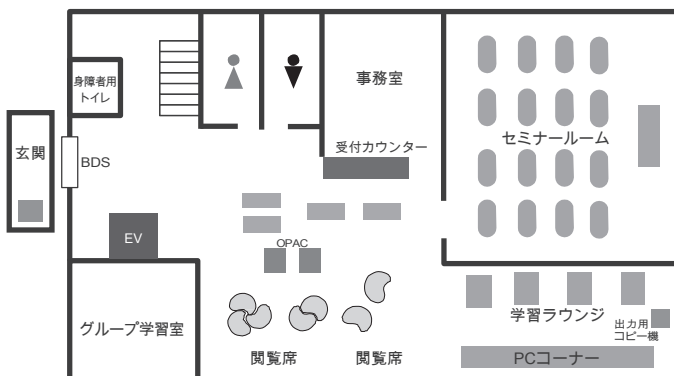 身障者用
トイレ
事務室
玄関
BDS
受付カウンター
セミナールーム
EV
OPAC
グループ学習室
閲覧席
閲覧席
学習ラウンジ
出力用
コピー機
PCコーナー